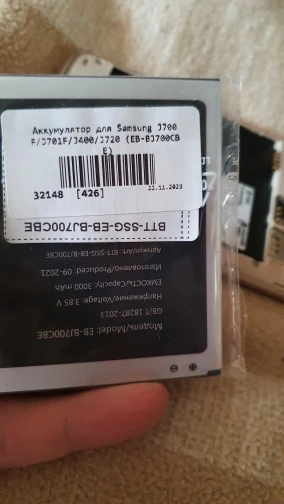 Аккумулятор для Samsung J700
F/J701F/J400/J720 (EB-BJ700CB
E)
32148 [426]
21.11.2021
BTT-SSG-EB-BJ700CBE
Артикул/Art.: BTT-SSG-EB-BJ700CBE
Изготовлено/Produced: 09-2021
Емкость/Capacity: 3000 mAh
Напряжение/Voltage: 3.85 V
GB/T 18287-2013
Модель/Model: EB-BJ700CBE